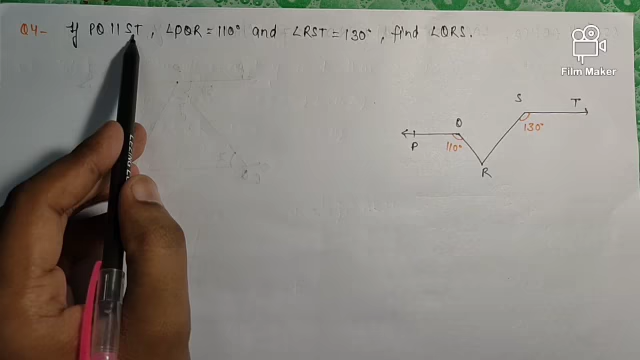 Q4- If PQ || ST , ∠PQR = 110° and ∠RST = 130° , find ∠QRS .
Film Maker
S T
Q
130°
P 110°
R